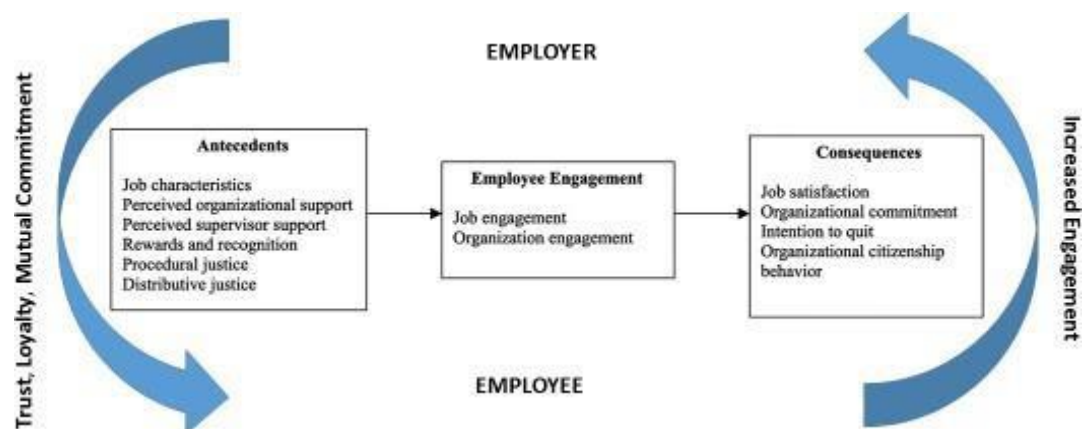 EMPLOYER
Trust, Loyalty, Mutual Commitment
Antecedents
Job characteristics
Perceived organizational support
Perceived supervisor support
Rewards and recognition
Procedural justice
Distributive justice
Employee Engagement
Job engagement
Organization engagement
Consequences
Job satisfaction
Organizational commitment
Intention to quit
Organizational citizenship
behavior
Increased Engagement
EMPLOYEE